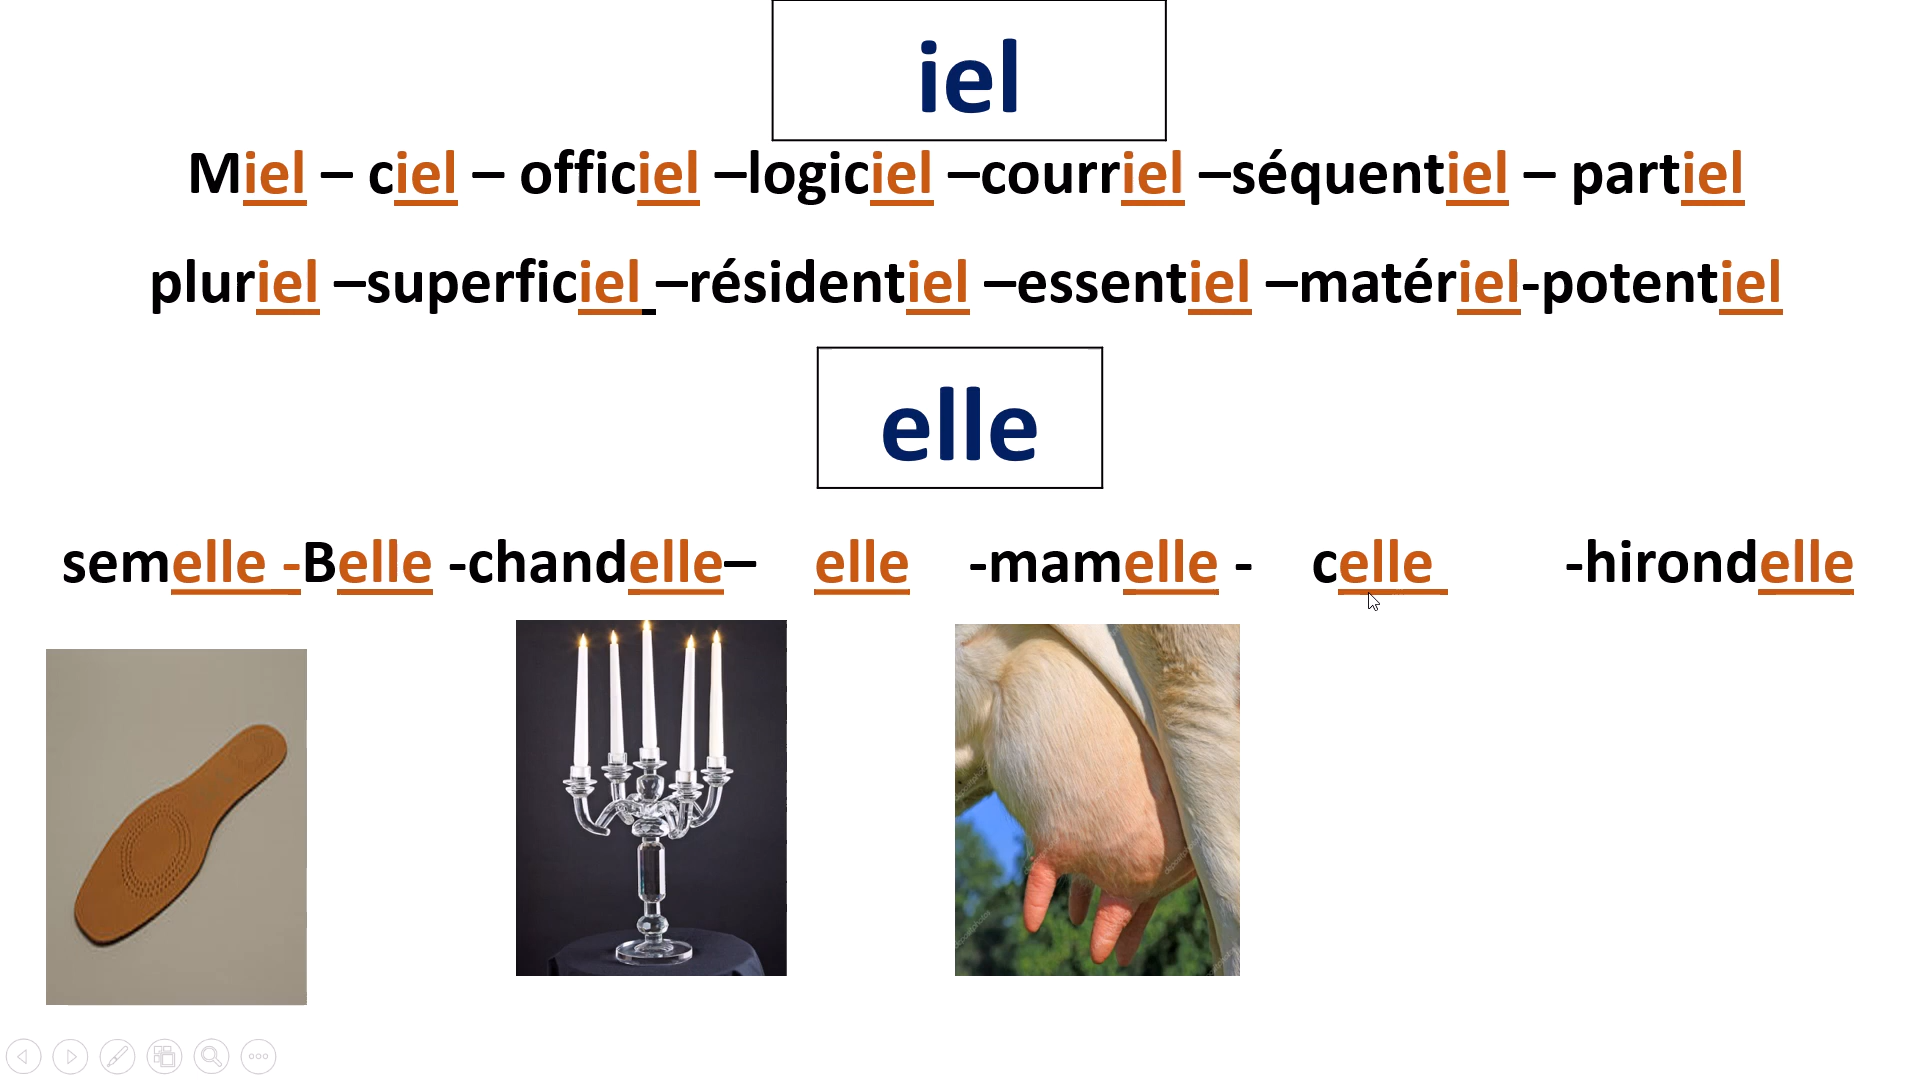 iel
Miel – ciel – officiel –logiciel –courriel –séquentiel – partiel
pluriel –superficiel –résidentiel –essentiel –matériel-potentiel
elle
semelle -Belle -chandelle– elle -mamelle - celle -hirondelle